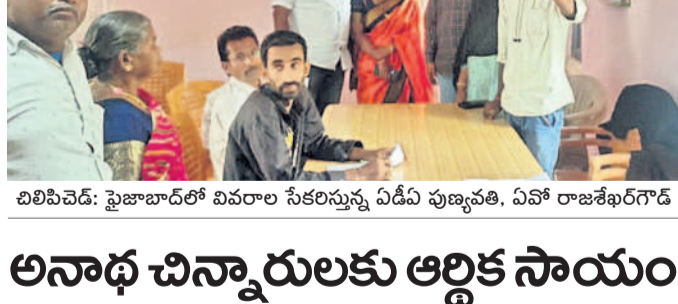 చిలిపిచెడ్: ఫైజాబాద్‌లో వివరాల సేకరిస్తున్న ఏడీఏ పుణ్యవతి, ఏవో రాజశేఖర్‌గౌడ్
అనాథ చిన్నారులకు ఆర్థిక సాయం